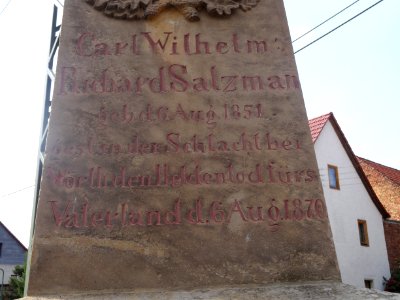 Carl Wilhelm
Richard Salzman
geb. d. 6 Aug. 1851.
in der Schlacht bei
Wörth den Heldentod fürs
Vaterland d. 6 Aug. 1870